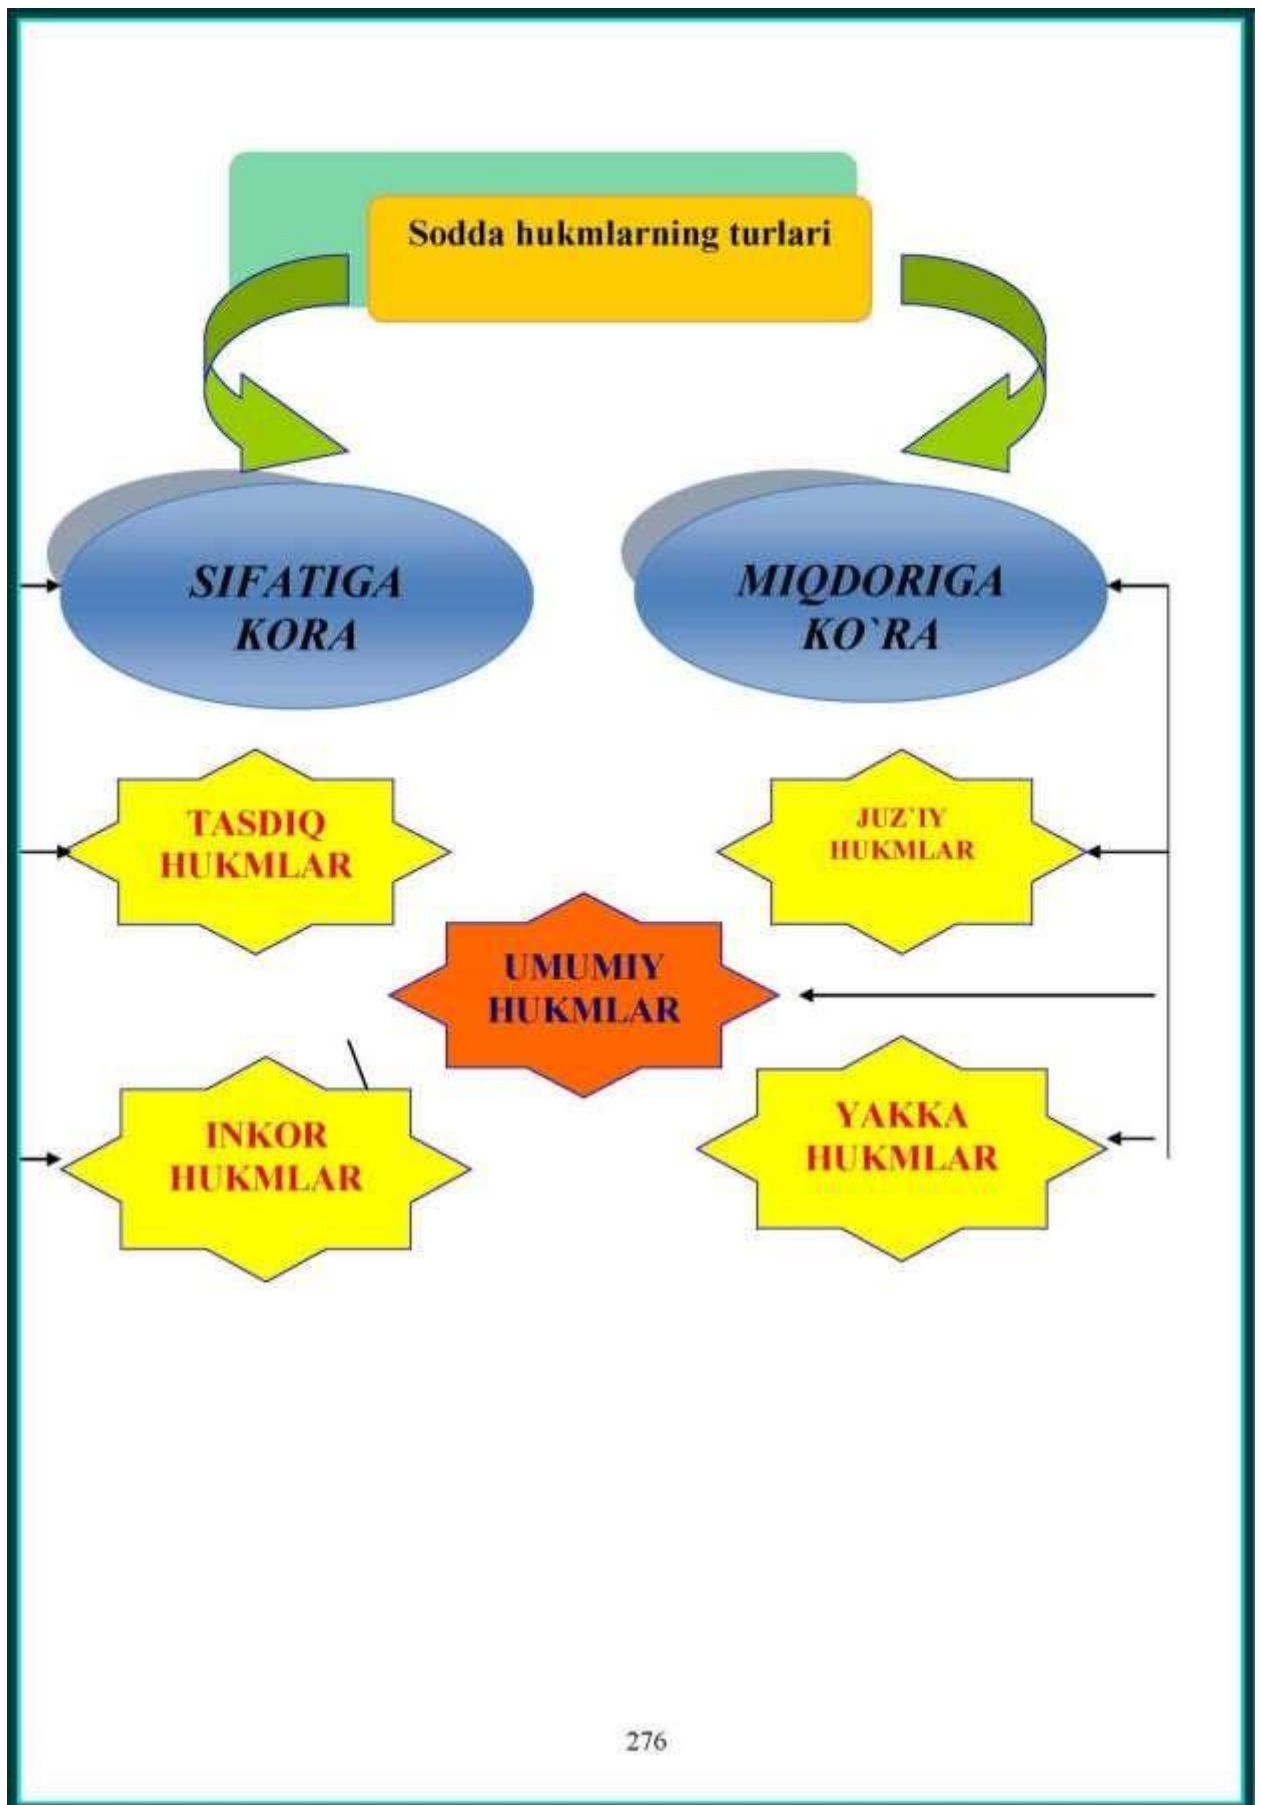 Sodda hukmlarning turlari
SIFATIGA
KORA
MIQDORIGA
KO`RA
TASDIQ
HUKMLAR
JUZ`IY
HUKMLAR
UMUMIY
HUKMLAR
INKOR
HUKMLAR
YAKKA
HUKMLAR
276